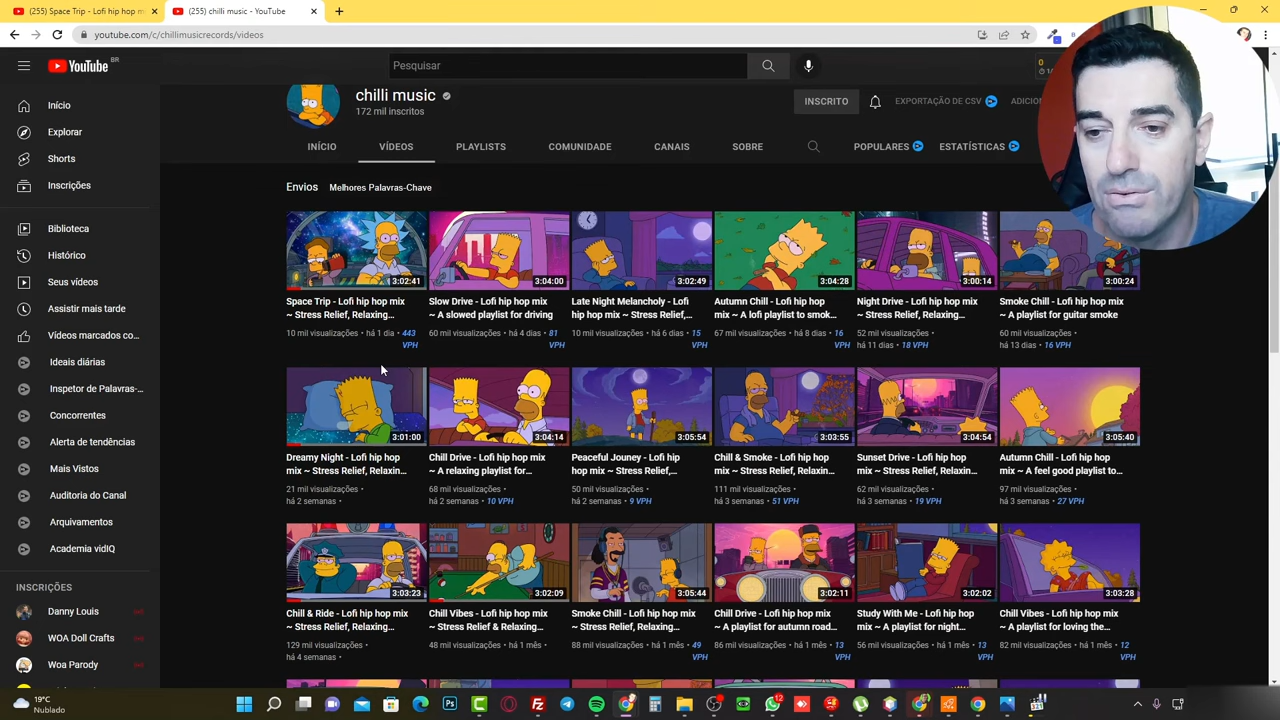 (255) Space Trip - Lofi hip hop m
(255) chilli music - YouTube
youtube.com/c/chillimusicrecords/videos
YouTube BR
Pesquisar
0
chilli music
172 mil inscritos
INSCRITO
EXPORTAÇÃO DE CSV
ADICION
INÍCIO
VÍDEOS
PLAYLISTS
COMUNIDADE
CANAIS
SOBRE
POPULARES
ESTATÍSTICAS
Envios
Melhores Palavras-Chave
Início
Explorar
Shorts
Inscrições
Biblioteca
Histórico
Seus vídeos
Assistir mais tarde
Vídeos marcados co...
Ideais diárias
Inspetor de Palavras-...
Concorrentes
Alerta de tendências
Mais Vistos
Auditoria do Canal
Arquivamentos
Academia vidIQ
INSCRIÇÕES
Danny Louis
WOA Doll Crafts
Woa Parody
3:02:41
3:04:00
3:02:49
3:04:28
3:00:14
3:00:24
Space Trip - Lofi hip hop mix
~ Stress Relief, Relaxing...
10 mil visualizações • há 1 dia • 443
VPH
Slow Drive - Lofi hip hop mix
~ A slowed playlist for driving
60 mil visualizações • há 4 dias • 81
VPH
Late Night Melancholy - Lofi
hip hop mix ~ Stress Relief,...
10 mil visualizações • há 6 dias • 15
VPH
Autumn Chill - Lofi hip hop
mix ~ A lofi playlist to smok...
67 mil visualizações • há 8 dias • 16
VPH
Night Drive - Lofi hip hop mix
~ Stress Relief, Relaxing...
52 mil visualizações •
há 11 dias • 18 VPH
Smoke Chill - Lofi hip hop mix
~ A playlist for guitar smoke
60 mil visualizações •
há 13 dias • 16 VPH
3:01:00
3:04:14
3:05:54
3:03:55
3:04:54
3:05:40
Dreamy Night - Lofi hip hop
mix ~ Stress Relief, Relaxin...
21 mil visualizações •
há 2 semanas •
Chill Drive - Lofi hip hop mix
~ A relaxing playlist for...
68 mil visualizações •
há 2 semanas • 10 VPH
Peaceful Jouney - Lofi hip
hop mix ~ Stress Relief,...
50 mil visualizações •
há 2 semanas • 9 VPH
Chill & Smoke - Lofi hip hop
mix ~ Stress Relief, Relaxin...
111 mil visualizações •
há 3 semanas • 51 VPH
Sunset Drive - Lofi hip hop
mix ~ Stress Relief, Relaxin...
62 mil visualizações •
há 3 semanas • 19 VPH
Autumn Chill - Lofi hip hop
mix ~ A feel good playlist to...
97 mil visualizações •
há 3 semanas • 27 VPH
3:03:23
3:02:09
3:05:44
3:02:11
3:02:02
3:03:28
Chill & Ride - Lofi hip hop mix
~ Stress Relief, Relaxing...
129 mil visualizações •
há 4 semanas •
Chill Vibes - Lofi hip hop mix
~ Stress Relief & Relaxing...
48 mil visualizações • há 1 mês •
Smoke Chill - Lofi hip hop mix
~ Stress Relief, Relaxing...
88 mil visualizações • há 1 mês • 49
VPH
Chill Drive - Lofi hip hop mix
~ A playlist for autumn road...
86 mil visualizações • há 1 mês • 13
VPH
Study With Me - Lofi hip hop
mix ~ A playlist for night...
56 mil visualizações • há 1 mês • 13
VPH
Chill Vibes - Lofi hip hop mix
~ A playlist for loving the...
82 mil visualizações • há 1 mês • 12
VPH
19°C
Nublado
12